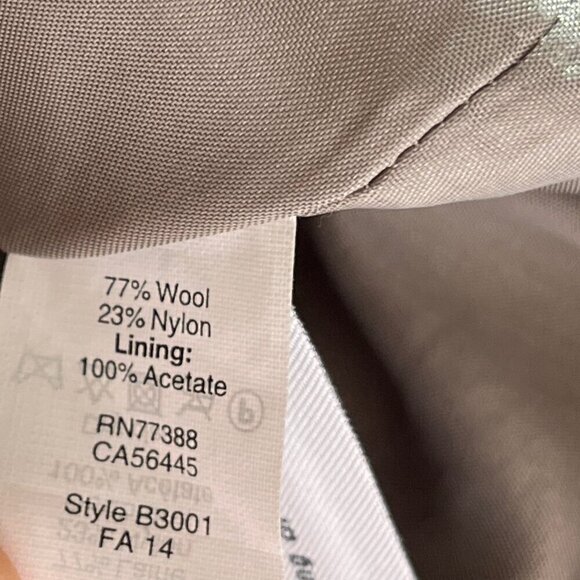 77% Wool
23% Nylon
Lining:
100% Acetate
RN77388
CA56445
Style B3001
FA 14